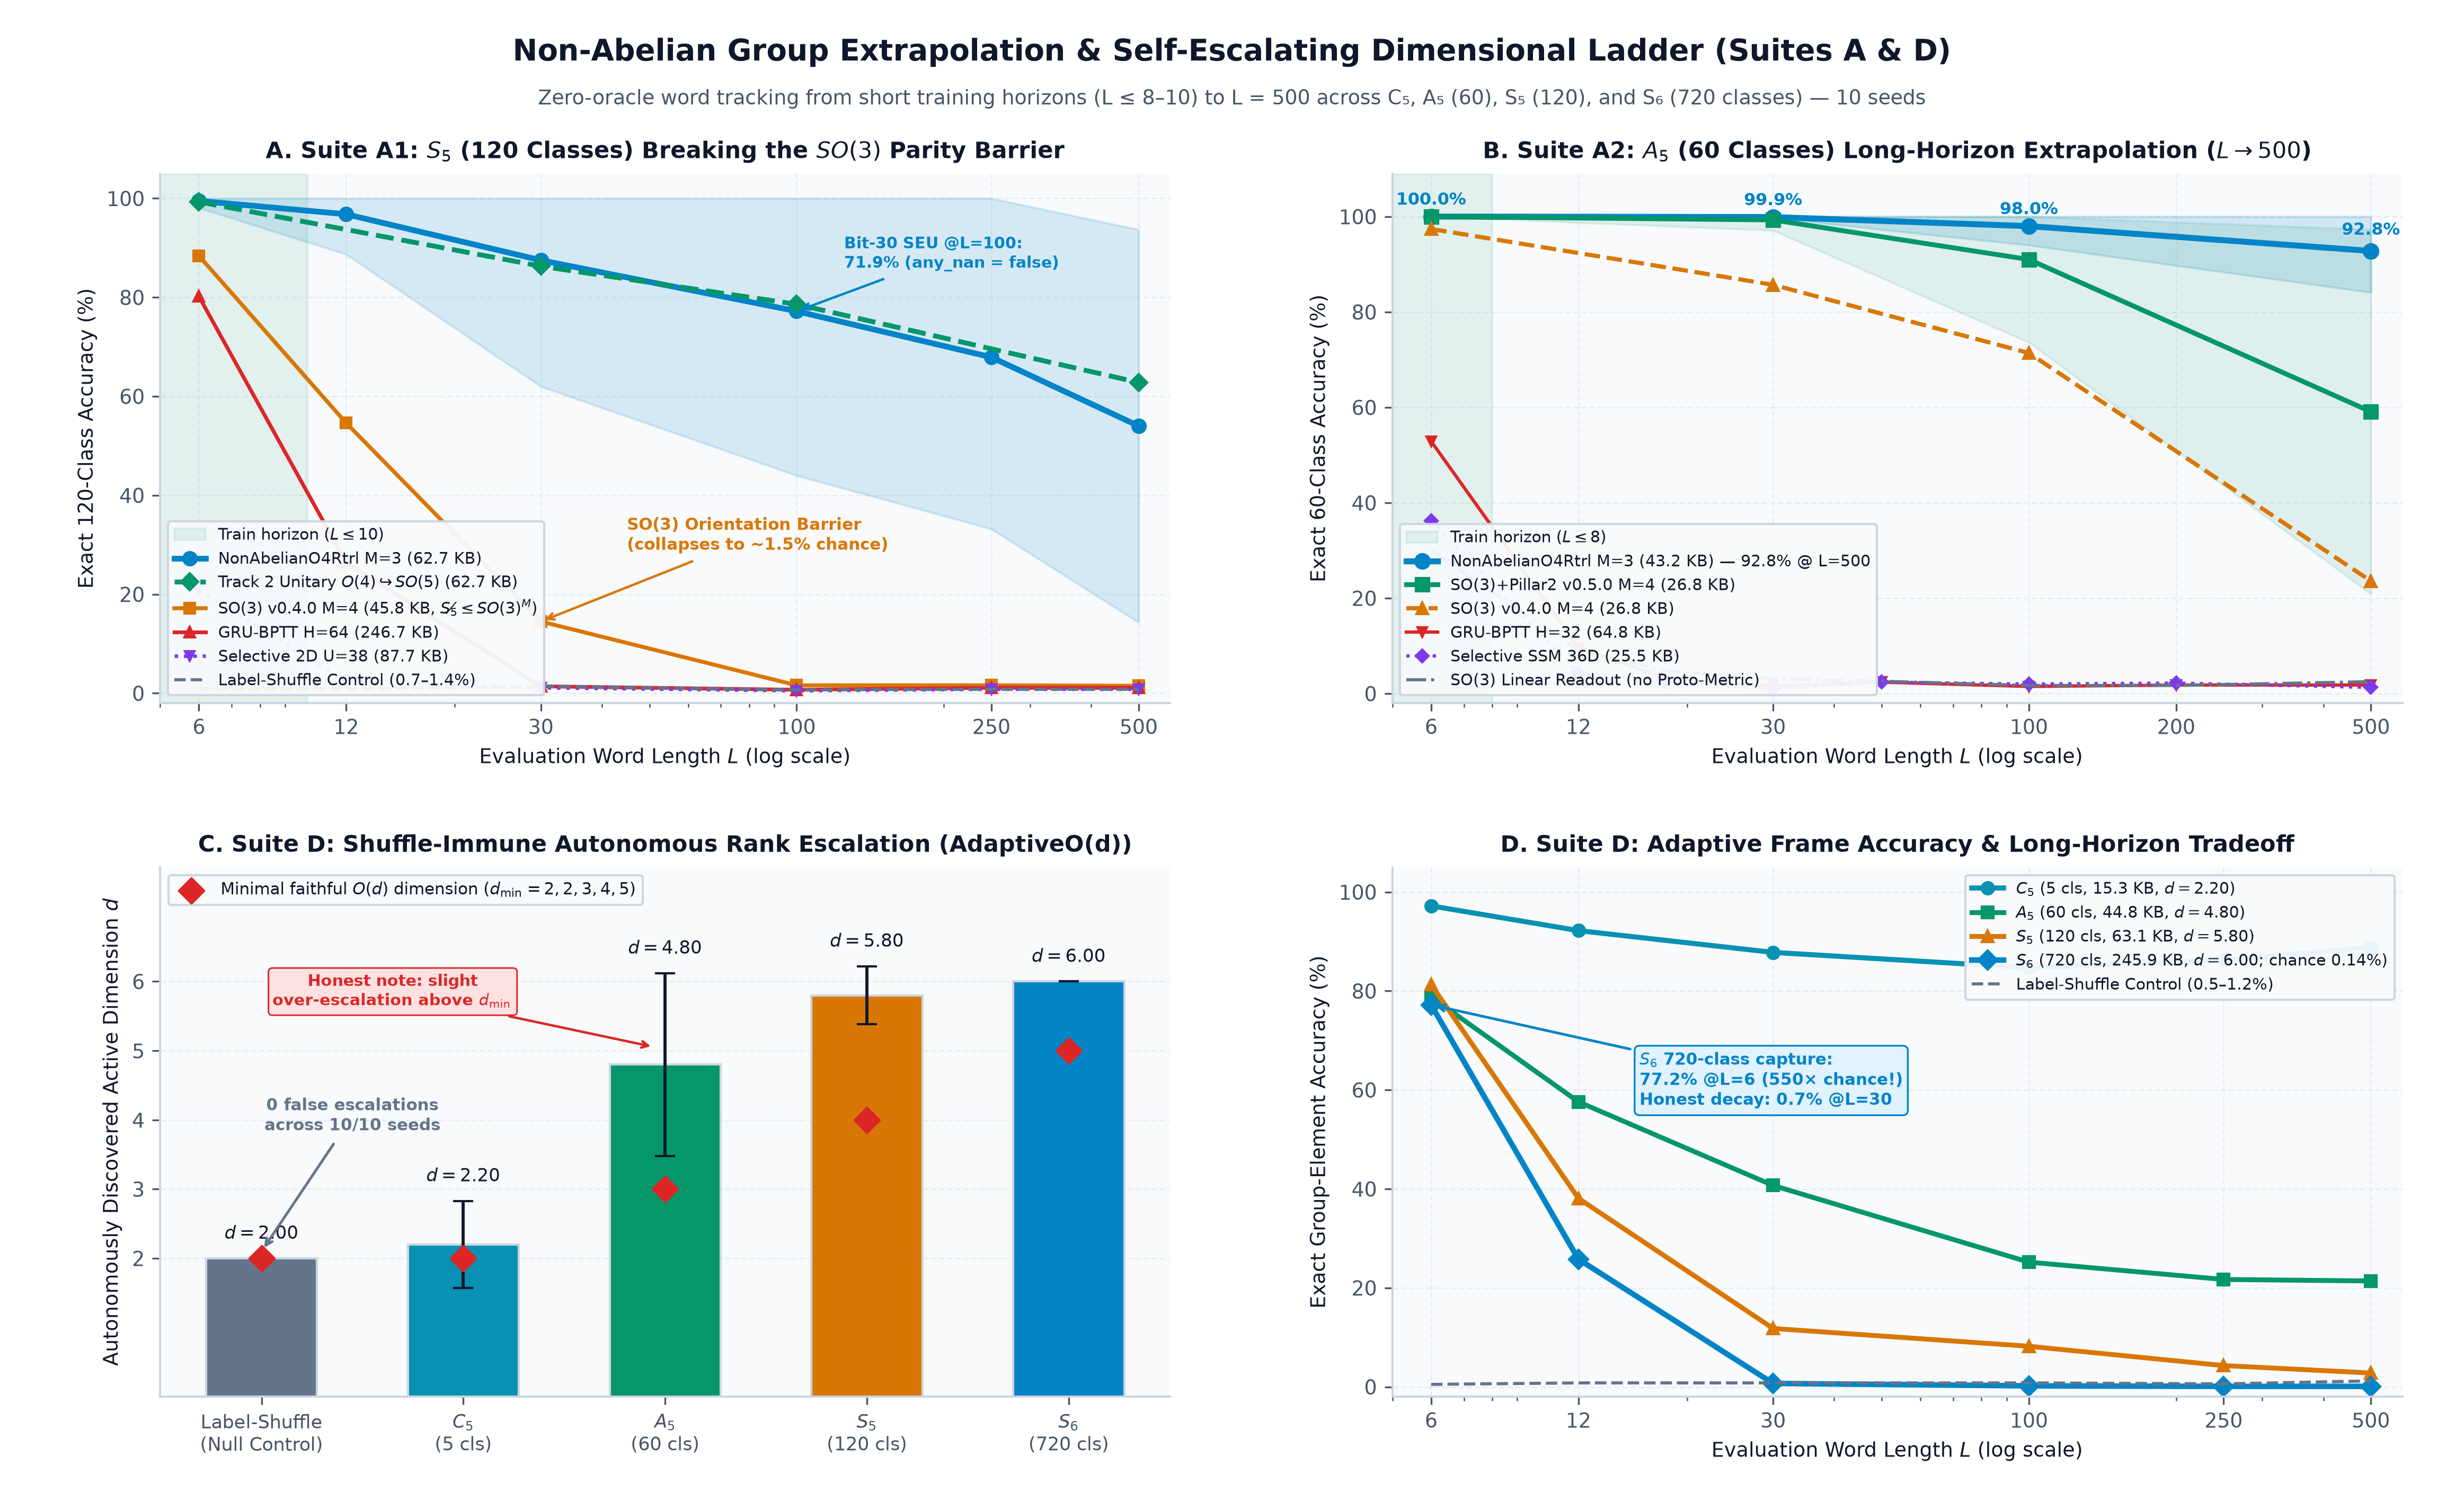 Non-Abelian Group Extrapolation & Self-Escalating Dimensional Ladder (Suites A & D)
Zero-oracle word tracking from short training horizons (L ≤ 8–10) to L = 500 across C₅, A₅ (60), S₅ (120), and S₆ (720 classes) — 10 seeds
A. Suite A1: S₅ (120 Classes) Breaking the SO(3) Parity Barrier
Exact 120-Class Accuracy (%)
100
80
60
40
20
0
Bit-30 SEU @L=100:
71.9% (any_nan = false)
SO(3) Orientation Barrier
(collapses to ~1.5% chance)
Train horizon (L ≤ 10)
NonAbelianO4Rtrl M=3 (62.7 KB)
Track 2 Unitary O(4)↪SO(5) (62.7 KB)
SO(3) v0.4.0 M=4 (45.8 KB, S₅ ≰ SO(3)ᴹ)
GRU-BPTT H=64 (246.7 KB)
Selective 2D U=38 (87.7 KB)
Label-Shuffle Control (0.7–1.4%)
6 12 30 100 250 500
Evaluation Word Length L (log scale)
B. Suite A2: A₅ (60 Classes) Long-Horizon Extrapolation (L → 500)
Exact 60-Class Accuracy (%)
100
80
60
40
20
0
100.0% 99.9% 98.0% 92.8%
Train horizon (L ≤ 8)
NonAbelianO4Rtrl M=3 (43.2 KB) — 92.8% @ L=500
SO(3)+Pillar2 v0.5.0 M=4 (26.8 KB)
SO(3) v0.4.0 M=4 (26.8 KB)
GRU-BPTT H=32 (64.8 KB)
Selective SSM 36D (25.5 KB)
SO(3) Linear Readout (no Proto-Metric)
6 12 30 100 200 500
Evaluation Word Length L (log scale)
C. Suite D: Shuffle-Immune Autonomous Rank Escalation (AdaptiveO(d))
Autonomously Discovered Active Dimension d
6
5
4
3
2
Minimal faithful O(d) dimension (dmin = 2, 2, 3, 4, 5)
Honest note: slight
over-escalation above dmin
0 false escalations
across 10/10 seeds
d = 2.00
d = 2.20
d = 4.80
d = 5.80
d = 6.00
Label-Shuffle
(Null Control)
C₅
(5 cls)
A₅
(60 cls)
S₅
(120 cls)
S₆
(720 cls)
D. Suite D: Adaptive Frame Accuracy & Long-Horizon Tradeoff
Exact Group-Element Accuracy (%)
100
80
60
40
20
0
C₅ (5 cls, 15.3 KB, d = 2.20)
A₅ (60 cls, 44.8 KB, d = 4.80)
S₅ (120 cls, 63.1 KB, d = 5.80)
S₆ (720 cls, 245.9 KB, d = 6.00; chance 0.14%)
Label-Shuffle Control (0.5–1.2%)
S₆ 720-class capture:
77.2% @L=6 (550× chance!)
Honest decay: 0.7% @L=30
6 12 30 100 250 500
Evaluation Word Length L (log scale)